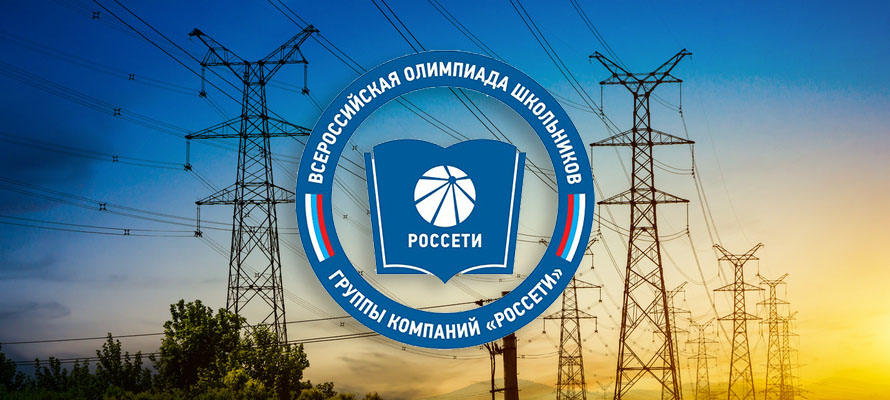 ВСЕРОССИЙСКАЯ ОЛИМПИАДА ШКОЛЬНИКОВ
РОССЕТИ
ГРУППЫ КОМПАНИЙ «РОССЕТИ»